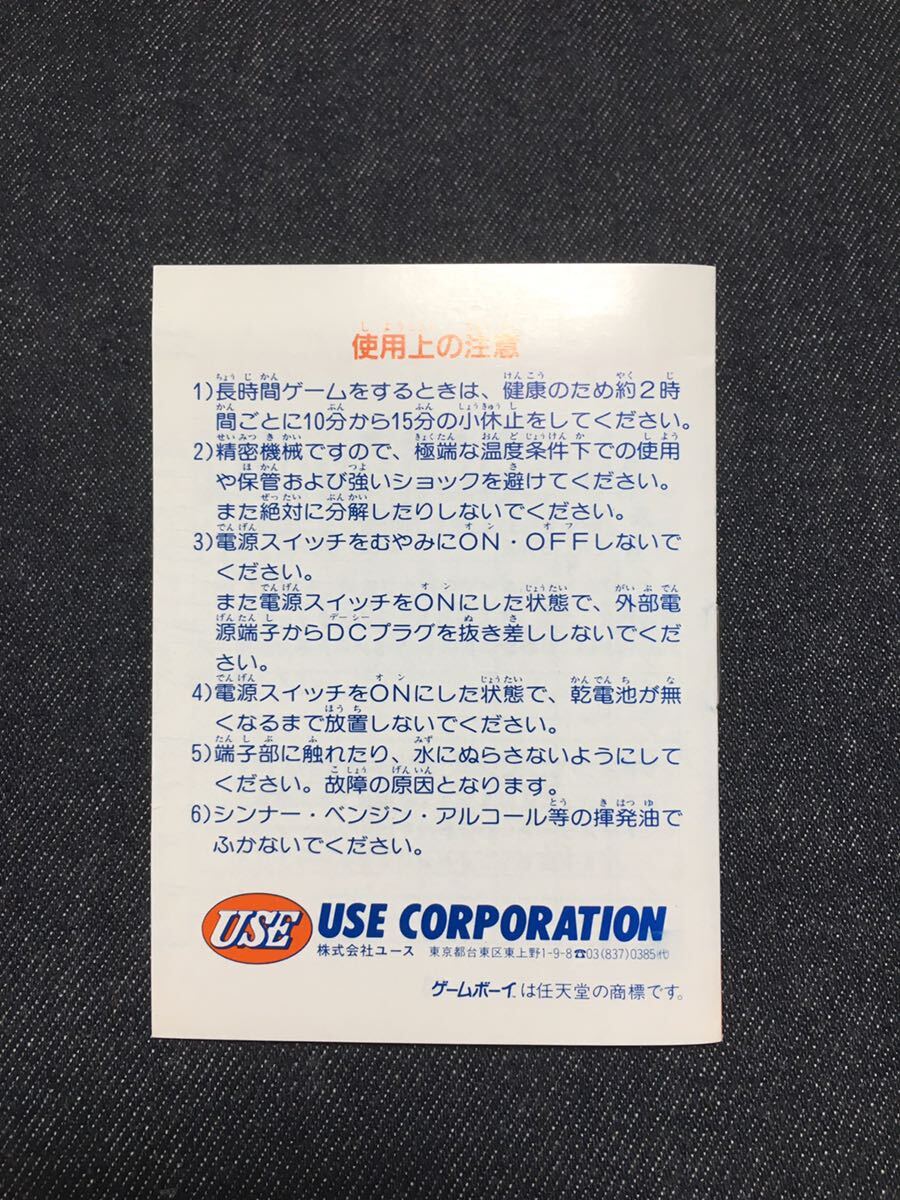 使用上の注意
1)長時間ゲームをするときは、健康のため約2時
間ごとに10分から15分の小休止をしてください。
2)精密機械ですので、極端な温度条件下での使用
や保管および強いショックを避けてください。
また絶対に分解したりしないでください。
3)電源スイッチをむやみにON・OFFしないで
ください。
また電源スイッチをONにした状態で、外部電
源端子からDCプラグを抜き差ししないでくだ
さい。
4)電源スイッチをONにした状態で、乾電池が無
くなるまで放置しないでください。
5)端子部に触れたり、水にぬらさないようにして
ください。故障の原因となります。
6)シンナー・ベンジン・アルコール等の揮発油で
ふかないでください。
USE USE CORPORATION
株式会社ユース 東京都台東区東上野1-9-8☎03(837)0385(代)
ゲームボーイは任天堂の商標です。